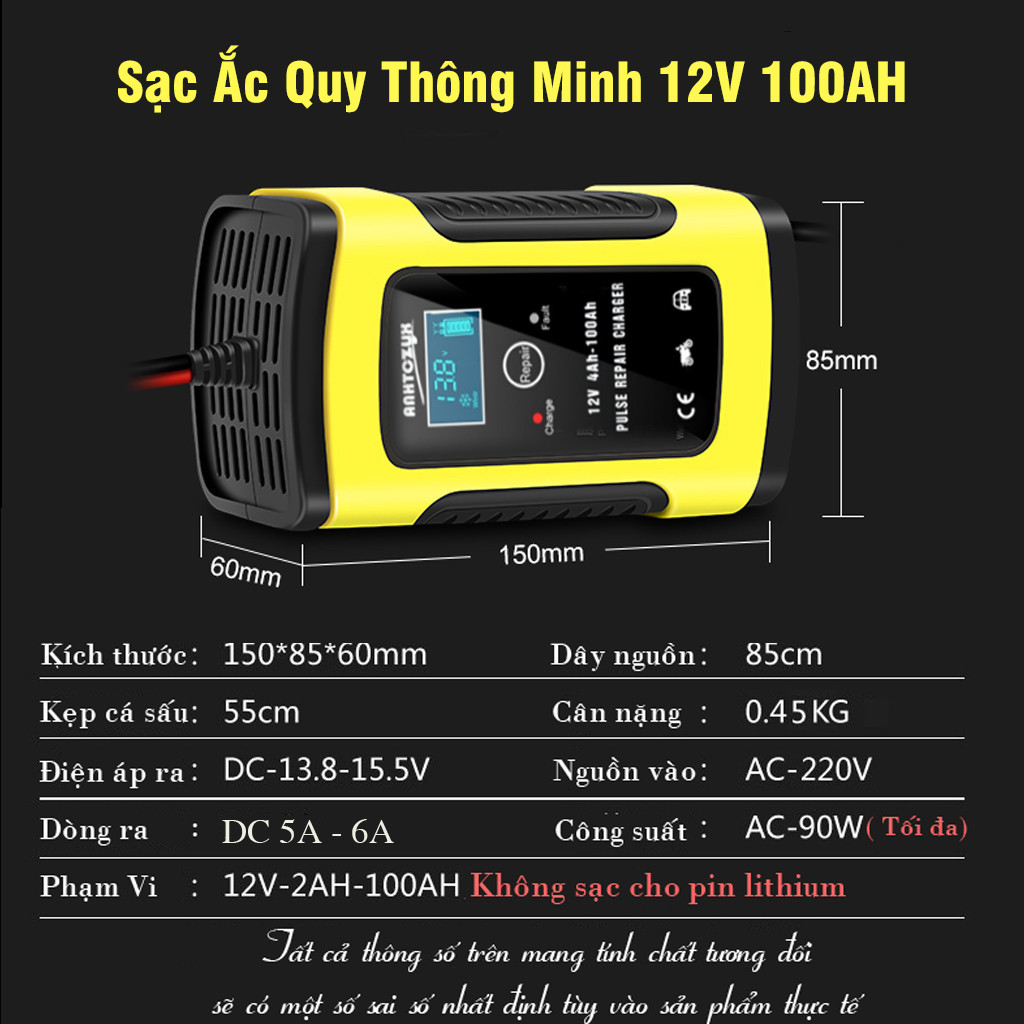 Sạc Ắc Quy Thông Minh 12V 100AH
ANHTCZYX
13.8 V
Charge
Repair
Fault
12V 4Ah-100Ah
PULSE REPAIR CHARGER
CE
85mm
150mm
60mm
Kích thước: 150*85*60mm
Dây nguồn: 85cm
Kẹp cá sấu: 55cm
Cân nặng : 0.45KG
Điện áp ra: DC-13.8-15.5V
Nguồn vào: AC-220V
Dòng ra : DC 5A - 6A
Công suất : AC-90W( Tối đa)
Phạm Vi : 12V-2AH-100AH Không sạc cho pin lithium
Tất cả thông số trên mang tính chất tương đối
sẽ có một số sai số nhất định tùy vào sản phẩm thực tế